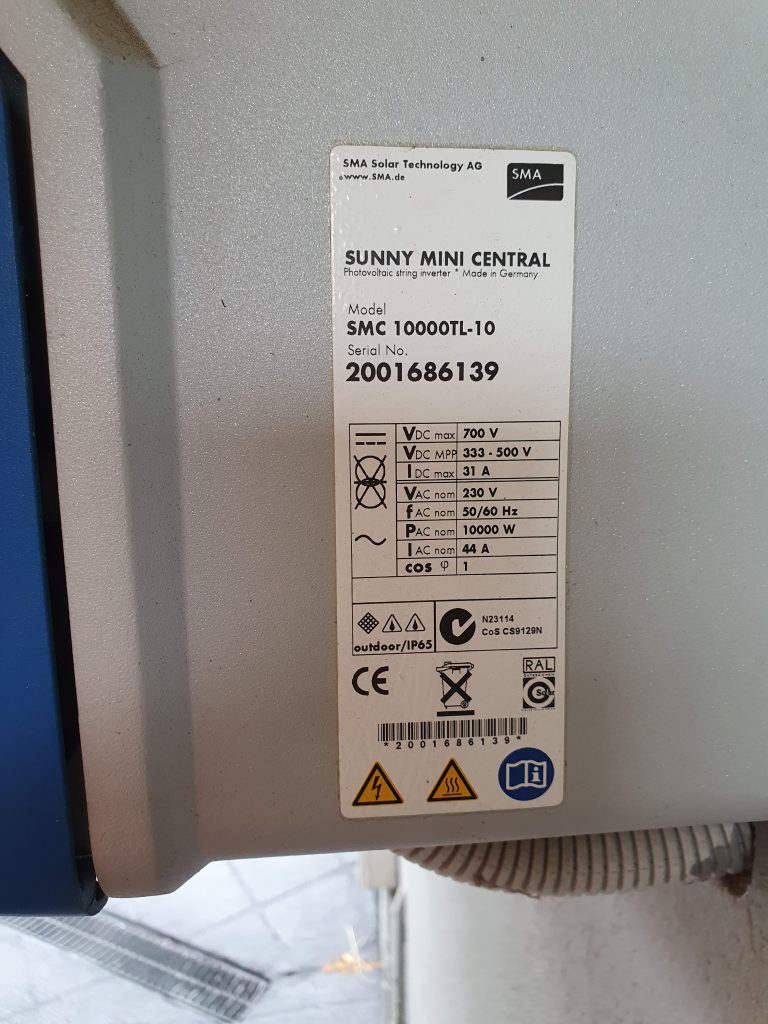 SMA Solar Technology AG
www.SMA.de
SMA
SUNNY MINI CENTRAL
Photovoltaic string inverter * Made in Germany
Model
SMC 10000TL-10
Serial No.
2001686139
VDC max 700 V
VDC MPP 333 - 500 V
IDC max 31 A
VAC nom 230 V
fAC nom 50/60 Hz
PAC nom 10000 W
IAC nom 44 A
cos φ 1
outdoor/IP65
N23114
CoS CS9129N
CE
RAL
Solar
*2001686139*